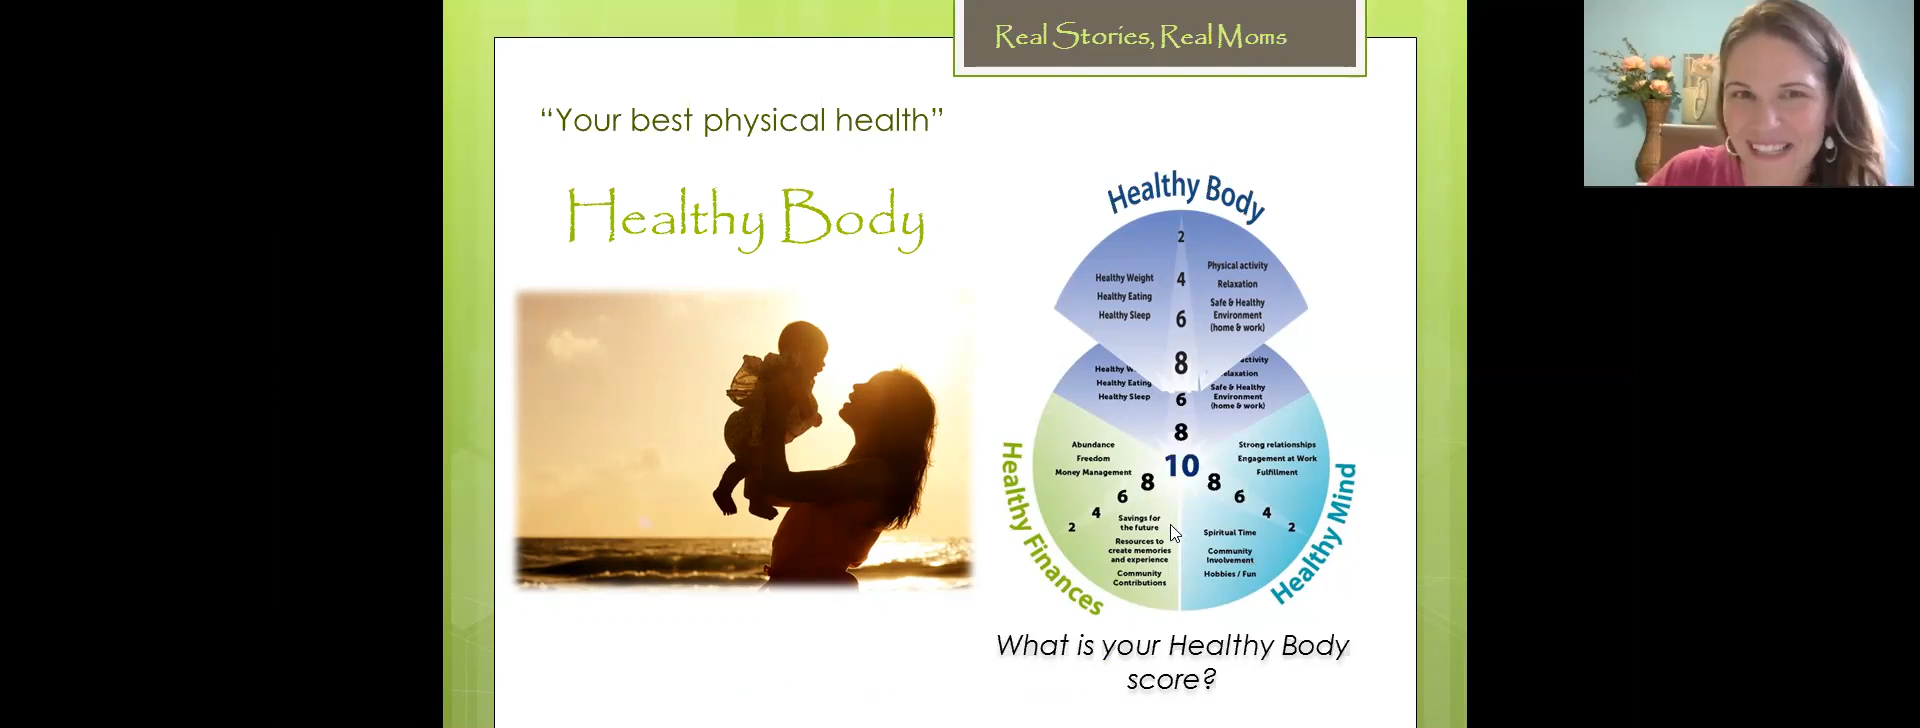 Real Stories, Real Moms
“Your best physical health”
Healthy Body
Healthy Body
2
4
6
8
Healthy Weight
Healthy Eating
Healthy Sleep
Physical activity
Relaxation
Safe & Healthy
Environment
(home & work)
Healthy W
Healthy Eating
Healthy Sleep
ctivity
elaxation
Safe & Healthy
Environment
(home & work)
6
8
10
Abundance
Freedom
Money Management
8
6
4
2
Savings for
the future
Resources to
create memories
and experience
Community
Contributions
Healthy Finances
Strong relationships
Engagement at Work
Fulfillment
8
6
4
2
Spiritual Time
Community
Involvement
Hobbies / Fun
Healthy Mind
What is your Healthy Body
score?